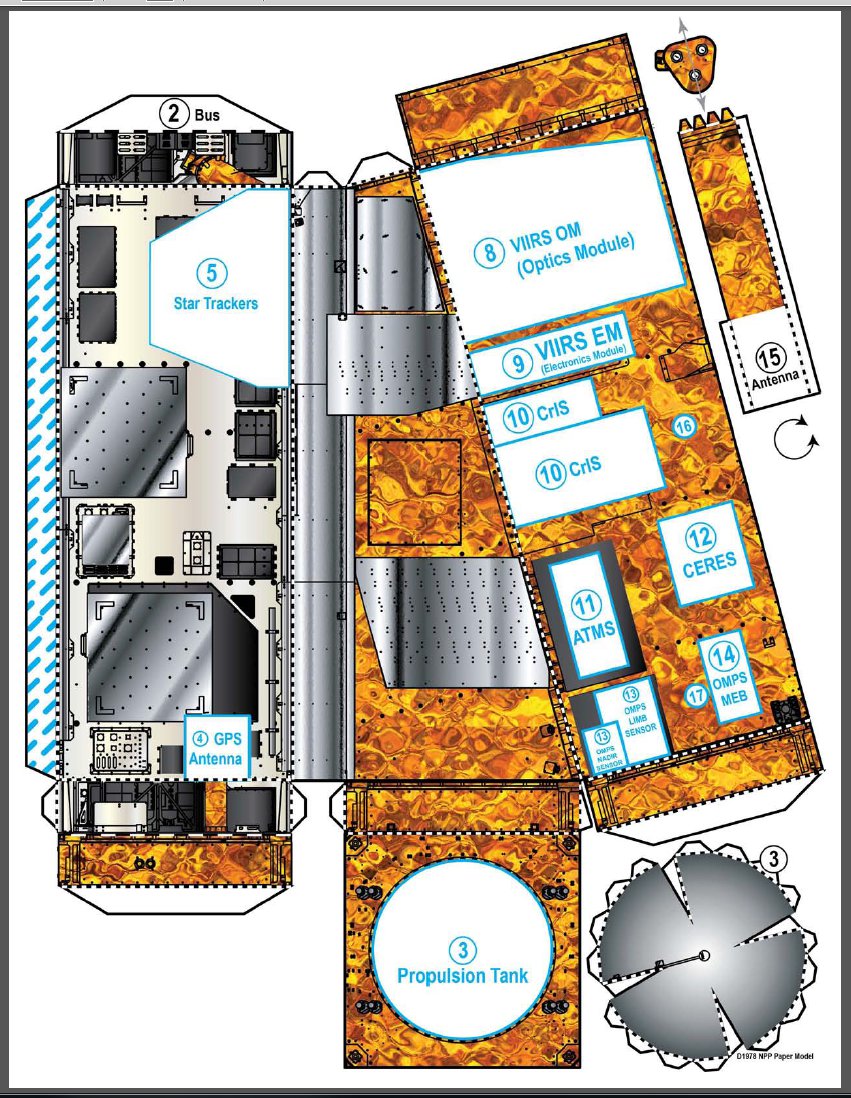 2 Bus
5
Star Trackers
8 VIIRS OM
(Optics Module)
9 VIIRS EM
(Electronics Module)
10 CrIS
10 CrIS
15
Antenna
16
12
CERES
11
ATMS
14
OMPS
MEB
17
13
OMPS
LIMB
SENSOR
13
OMPS
NADIR
SENSOR
4 GPS
Antenna
3
Propulsion Tank
3
D1978 NPP Paper Model